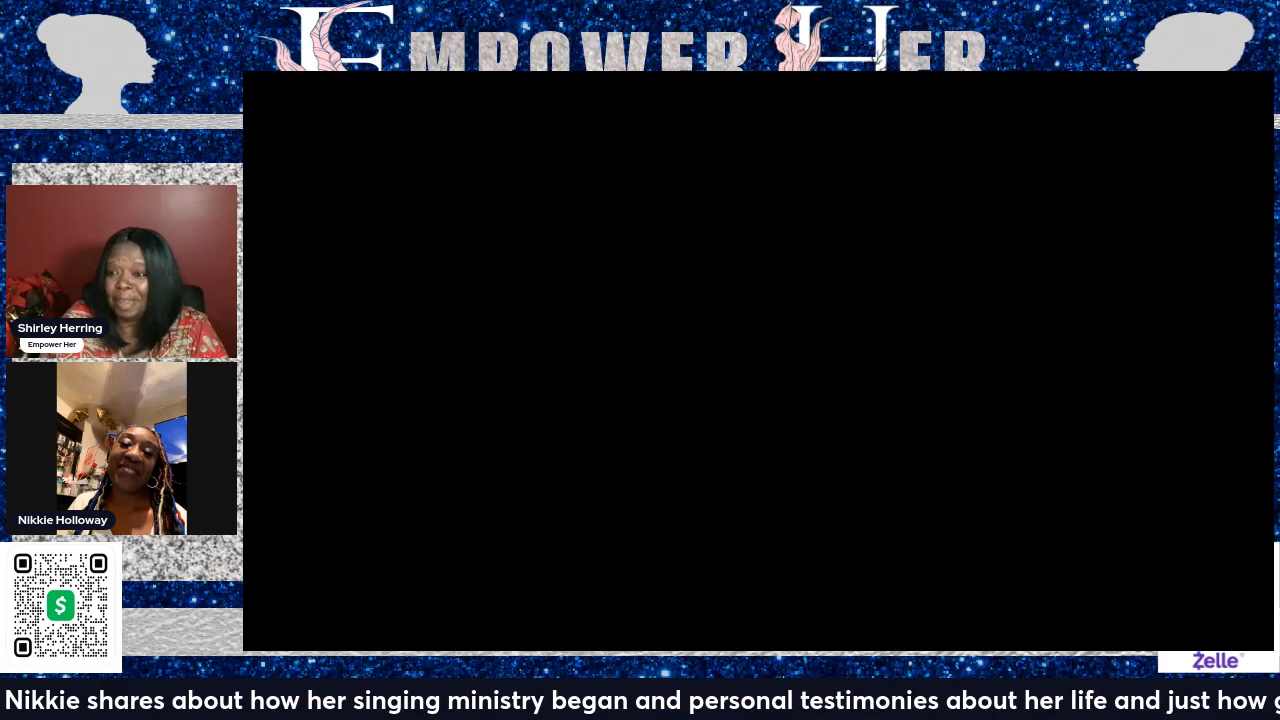 EMPOWER HER
Shirley Herring
Empower Her
Nikkie Holloway
$
Zelle®
Nikkie shares about how her singing ministry began and personal testimonies about her life and just how